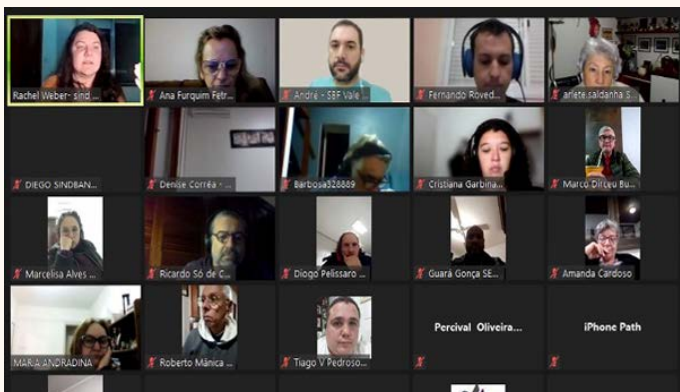 Rachel Weber- sind ...
Ana Furquim Fetr...
André - SBF Vale ...
Fernando Roved...
arlete.saldanha S...
DIEGO SINDBAN...
Denise Corrêa - ...
Barbosa328889
Cristiana Garbina...
Marco Dirceu Bu...
Marcelisa Alves ...
Ricardo Só de C...
Diogo Pelissaro ...
Guará Gonça SE...
Amanda Cardoso
MARIA ANDRADINA
Roberto Mânica ...
Tiago V Pedroso...
Percival Oliveira...
iPhone Path